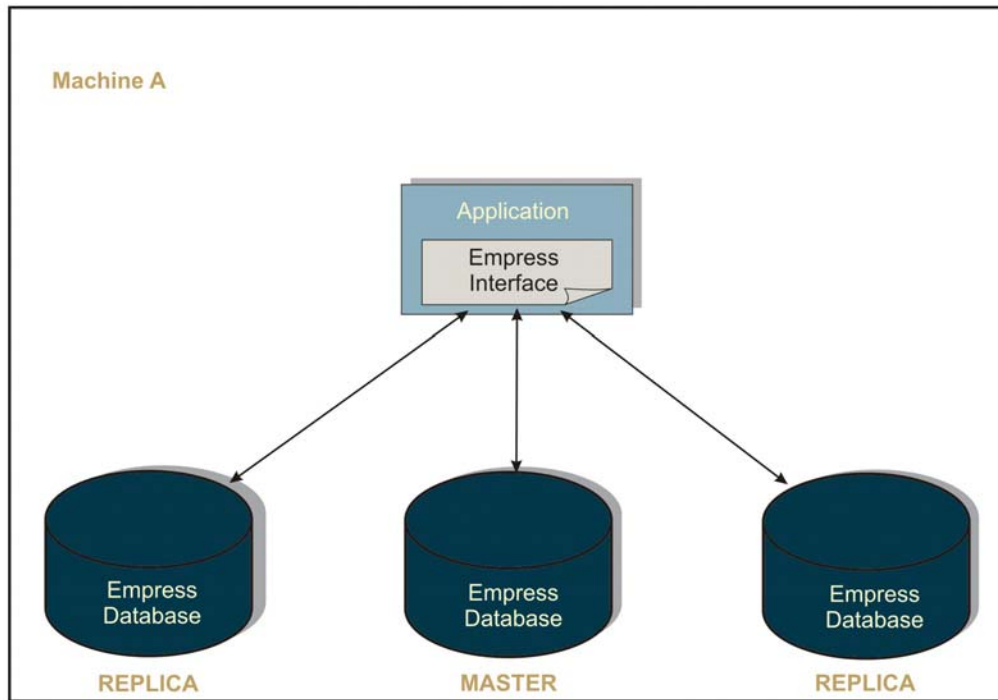 Machine A
Application
Empress
Interface
Empress
Database
REPLICA
Empress
Database
MASTER
Empress
Database
REPLICA